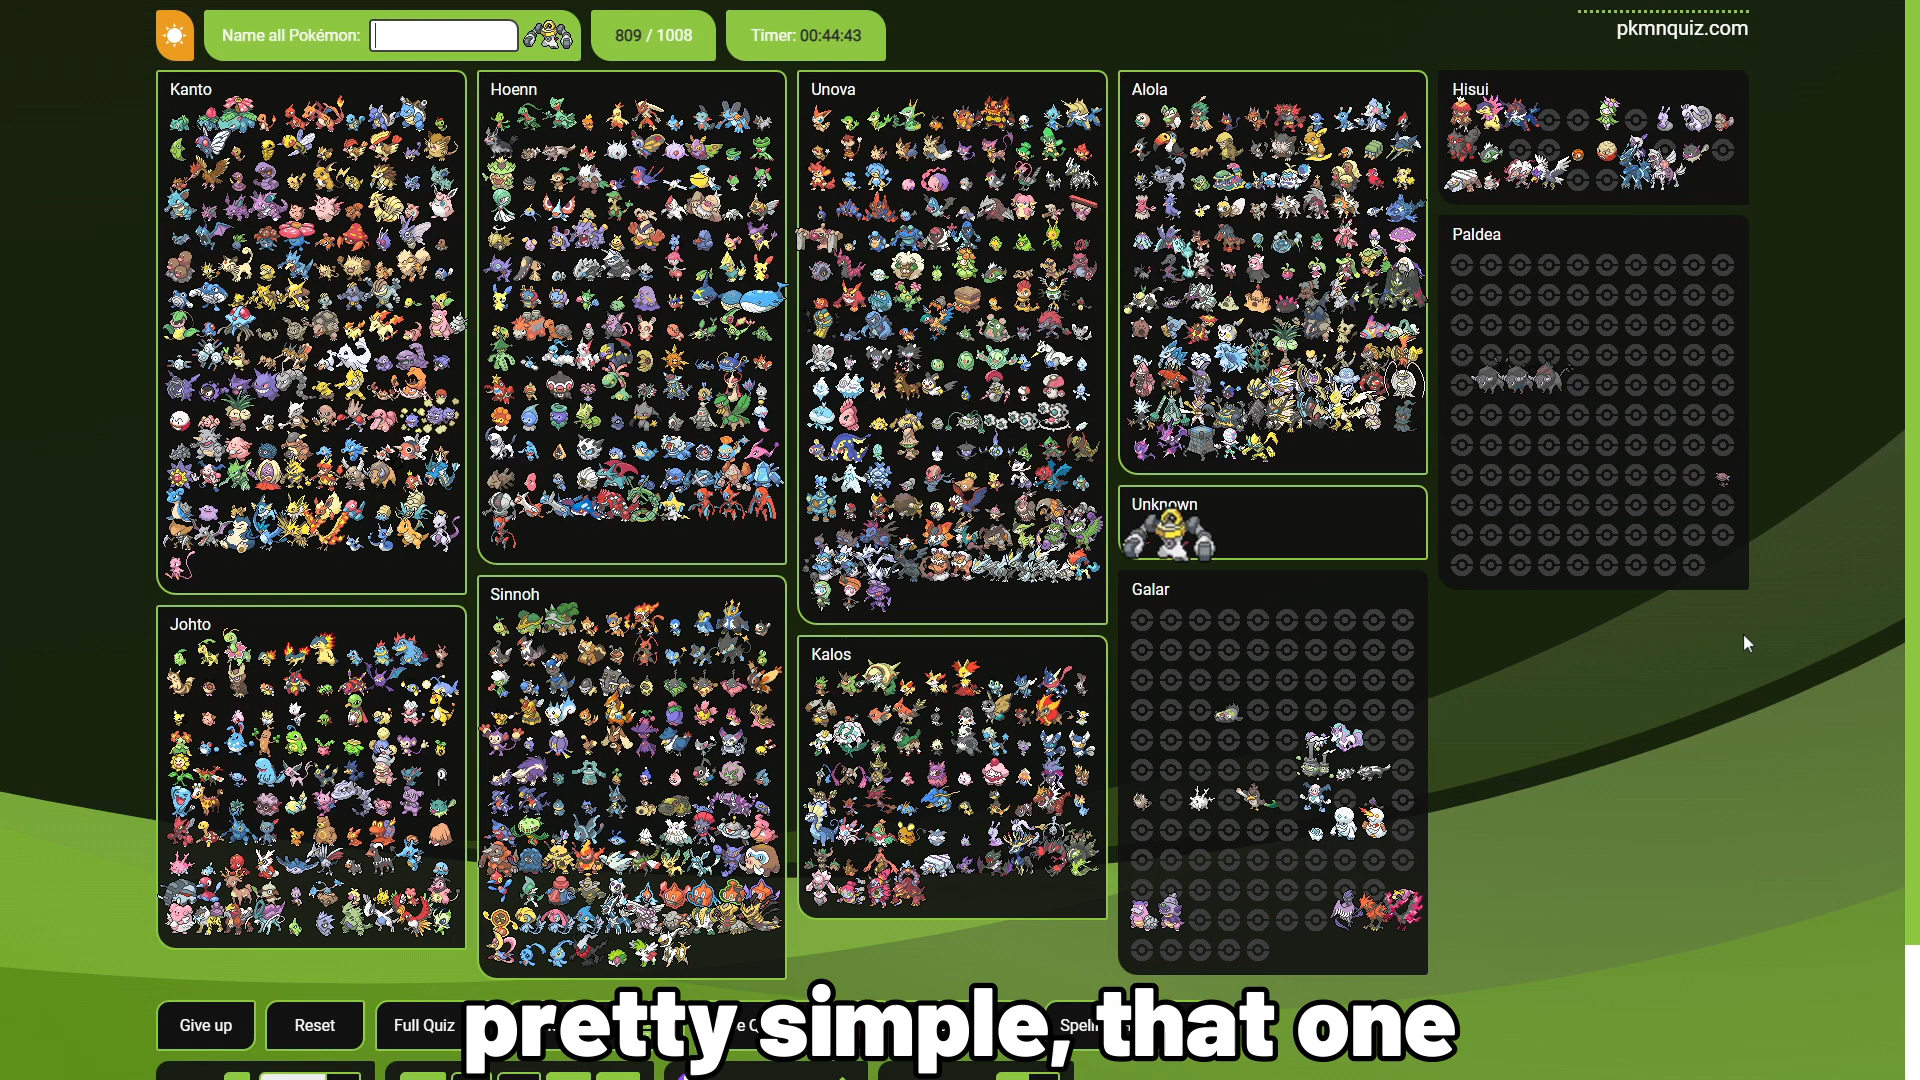 Name all Pokémon:
809 / 1008
Timer: 00:44:43
pkmnquiz.com
Kanto
Hoenn
Unova
Alola
Hisui
Paldea
Unknown
Galar
Sinnoh
Johto
Kalos
Give up
Reset
Full Quiz
pretty simple, that one